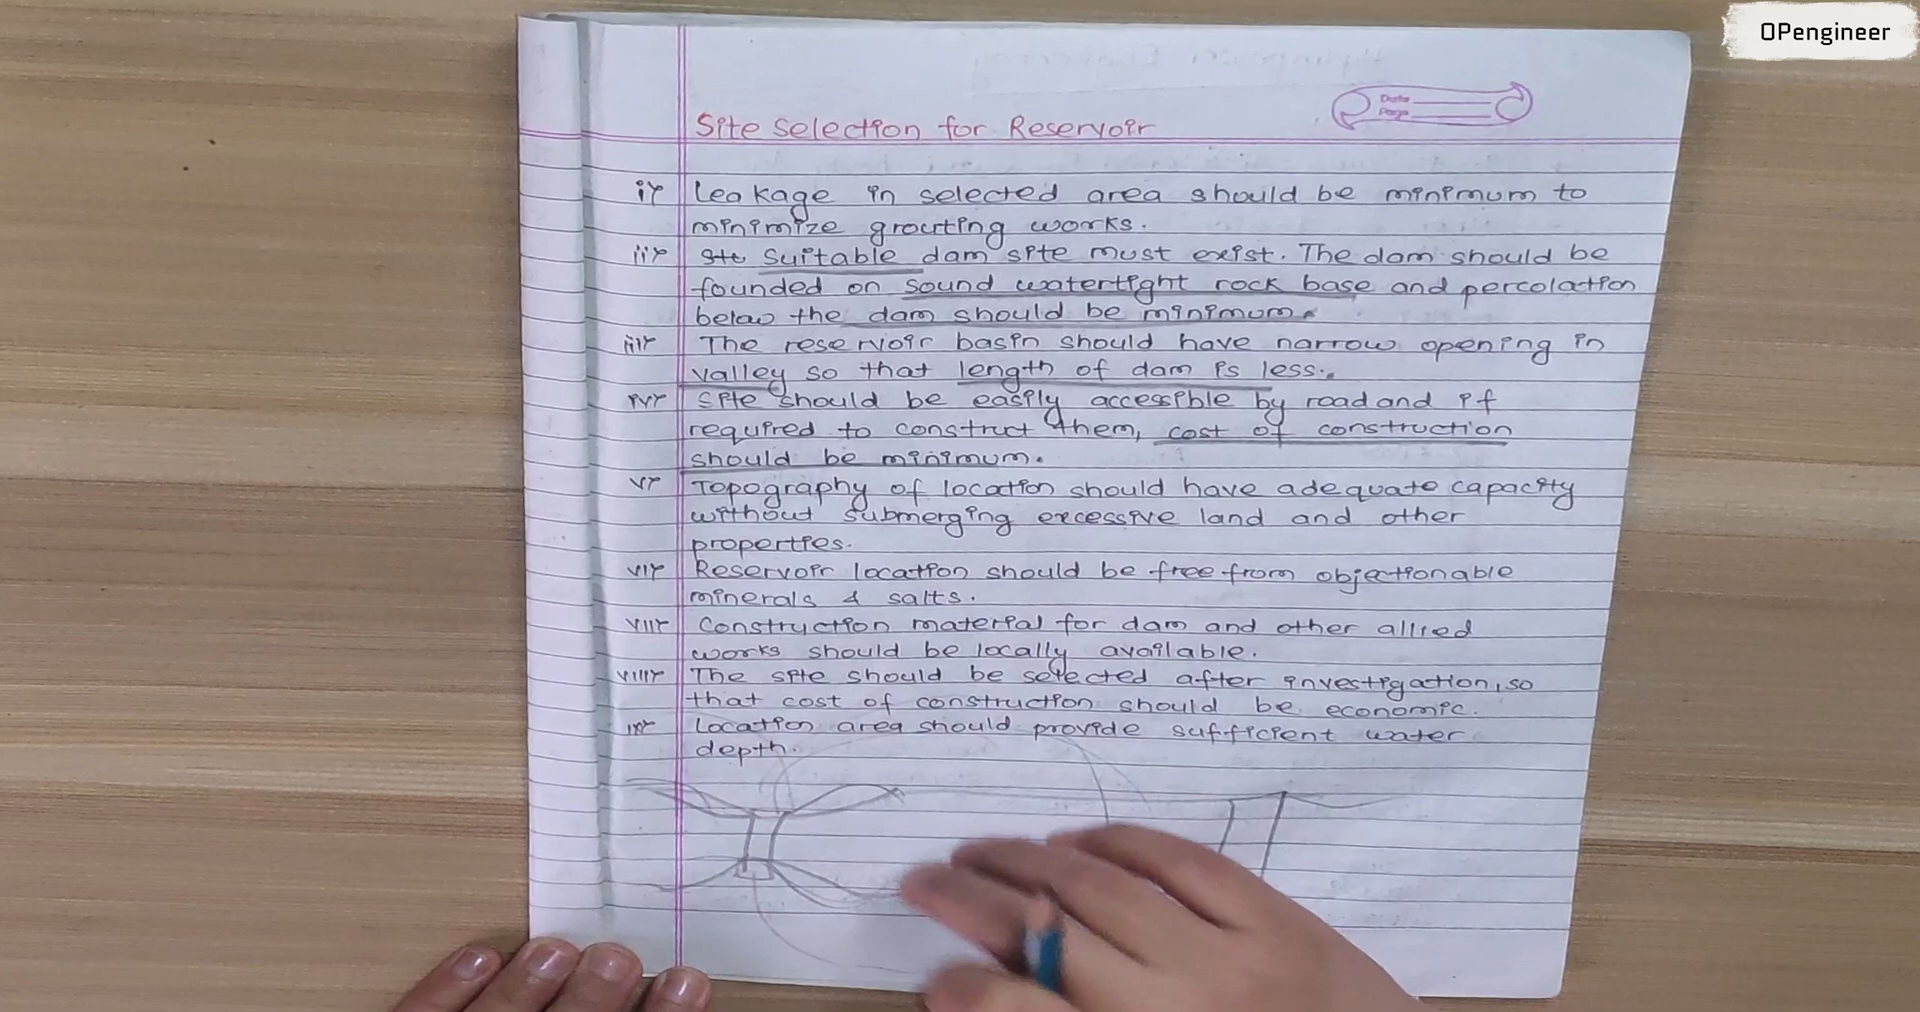 OPengineer
Date
Page
Site Selection for Reservoir
i) Leakage in selected area should be minimum to
minimize grouting works.
ii) suitable dam site must exist. The dam should be
founded on sound watertight rock base and percolation
below the dam should be minimum.
iii) The reservoir basin should have narrow opening in
valley so that length of dam is less.
iv) Site should be easily accessible by road and if
required to construct them, cost of construction
should be minimum.
v) Topography of location should have adequate capacity
without submerging excessive land and other
properties.
vi) Reservoir location should be free from objectionable
minerals & salts.
vii) Construction material for dam and other allied
works should be locally available.
viii) The site should be selected after investigation, so
that cost of construction should be economic.
ix) Location area should provide sufficient water
depth.